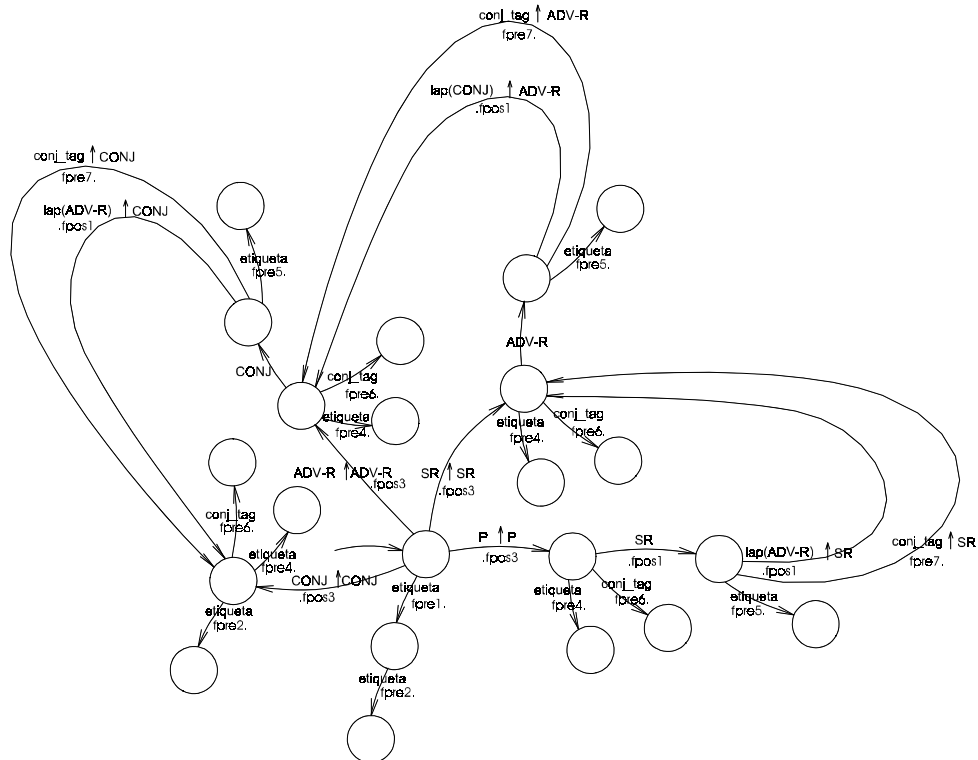 conj_tag ↑ ADV-R
fpre7.
lap(CONJ) ↑ ADV-R
.fpos1
conj_tag ↑ CONJ
fpre7.
lap(ADV-R) ↑ CONJ
.fpos1
etiqueta
fpre5.
etiqueta
fpre5.
ADV-R
CONJ
conj_tag
fpre6.
etiqueta
fpre4.
etiqueta
fpre4.
conj_tag
fpre6.
ADV-R ↑ ADV-R
.fpos3
SR ↑ SR
.fpos3
conj_tag
fpre6.
etiqueta
fpre4.
P ↑ P
.fpos3
SR
.fpos1
lap(ADV-R) ↑ SR
.fpos1
conj_tag ↑ SR
fpre7.
CONJ ↑ CONJ
.fpos3
etiqueta
fpre1.
etiqueta
fpre4.
conj_tag
fpre6.
etiqueta
fpre5.
etiqueta
fpre2.
etiqueta
fpre2.